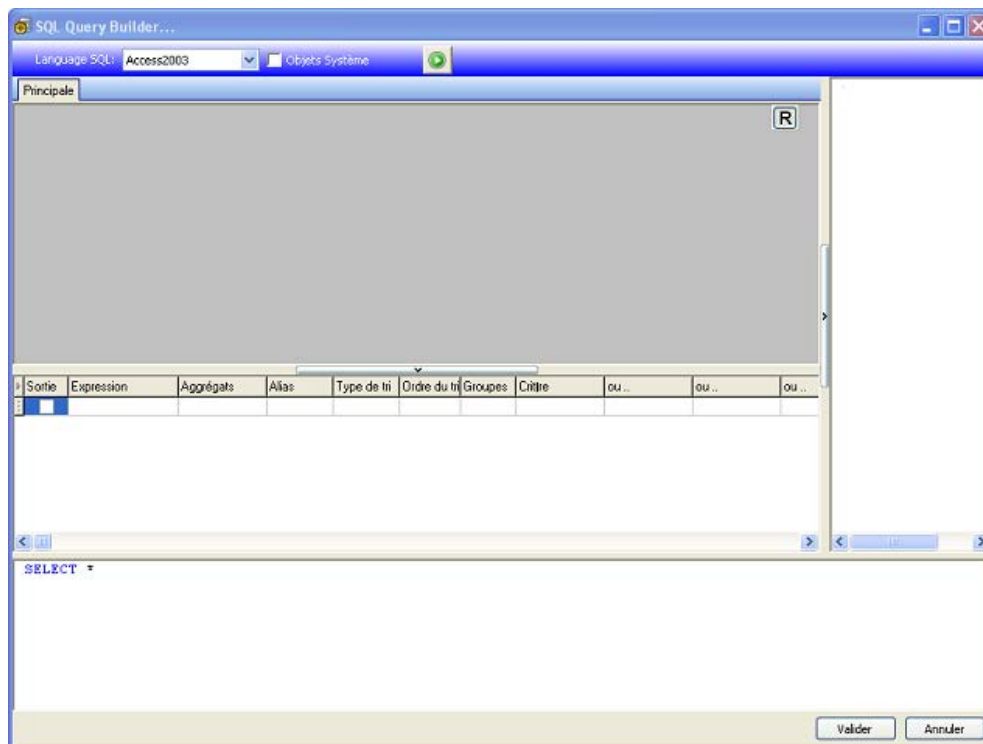 SQL Query Builder...
Language SQL: Access2003 Objets Système
Principale
R
Sortie Expression Aggrégats Alias Type de tri Ordre du tri Groupes Critire ou .. ou .. ou ..
SELECT *
Valider Annuler